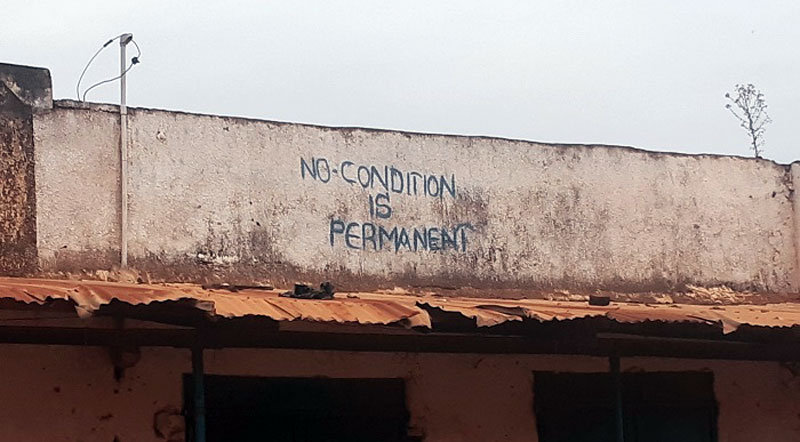 NO-CONDITION
IS
PERMANENT